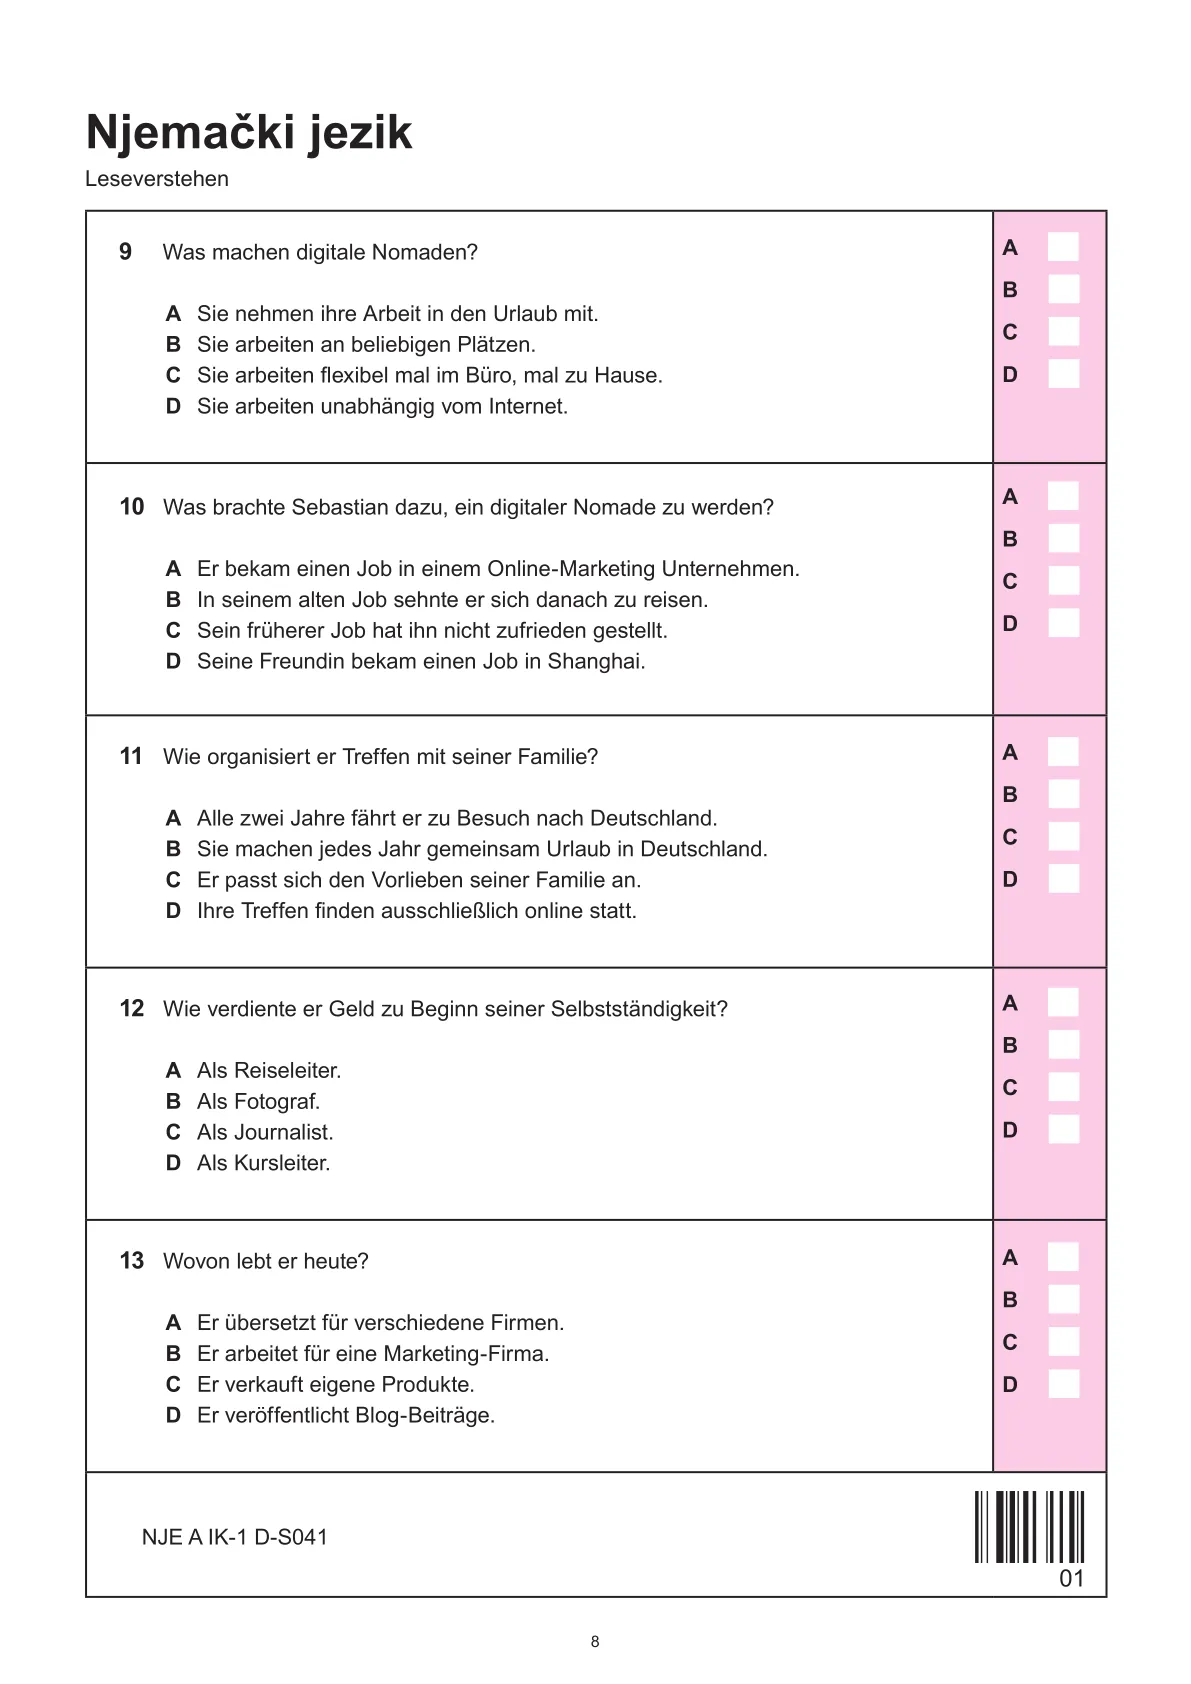 Njemački jezik
Leseverstehen
9 Was machen digitale Nomaden?
A Sie nehmen ihre Arbeit in den Urlaub mit.
B Sie arbeiten an beliebigen Plätzen.
C Sie arbeiten flexibel mal im Büro, mal zu Hause.
D Sie arbeiten unabhängig vom Internet.
A
B
C
D
10 Was brachte Sebastian dazu, ein digitaler Nomade zu werden?
A Er bekam einen Job in einem Online-Marketing Unternehmen.
B In seinem alten Job sehnte er sich danach zu reisen.
C Sein früherer Job hat ihn nicht zufrieden gestellt.
D Seine Freundin bekam einen Job in Shanghai.
A
B
C
D
11 Wie organisiert er Treffen mit seiner Familie?
A Alle zwei Jahre fährt er zu Besuch nach Deutschland.
B Sie machen jedes Jahr gemeinsam Urlaub in Deutschland.
C Er passt sich den Vorlieben seiner Familie an.
D Ihre Treffen finden ausschließlich online statt.
A
B
C
D
12 Wie verdiente er Geld zu Beginn seiner Selbstständigkeit?
A Als Reiseleiter.
B Als Fotograf.
C Als Journalist.
D Als Kursleiter.
A
B
C
D
13 Wovon lebt er heute?
A Er übersetzt für verschiedene Firmen.
B Er arbeitet für eine Marketing-Firma.
C Er verkauft eigene Produkte.
D Er veröffentlicht Blog-Beiträge.
A
B
C
D
NJE A IK-1 D-S041
01
8